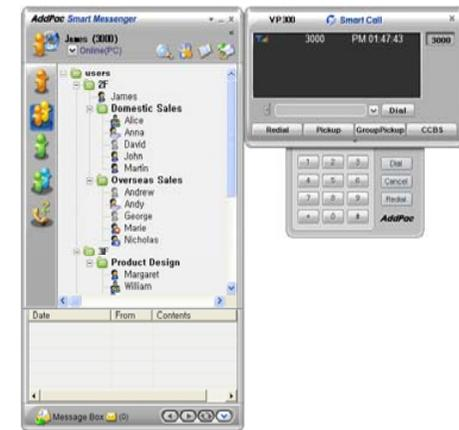 AddPac Smart Messenger
James (3000)
Online(PC)
users
2F
James
Domestic Sales
Alice
Anna
David
John
Martin
Overseas Sales
Andrew
Andy
George
Marie
Nicholas
3F
Product Design
Margaret
William
Date From Contents
Message Box (0)
VP300 Smart Call
3000 PM 01:47:43 3000
Dial
Redial Pickup GroupPickup CCBS
1 2 3 Dial
4 5 6 Cancel
7 8 9 Redial
* 0 # AddPac